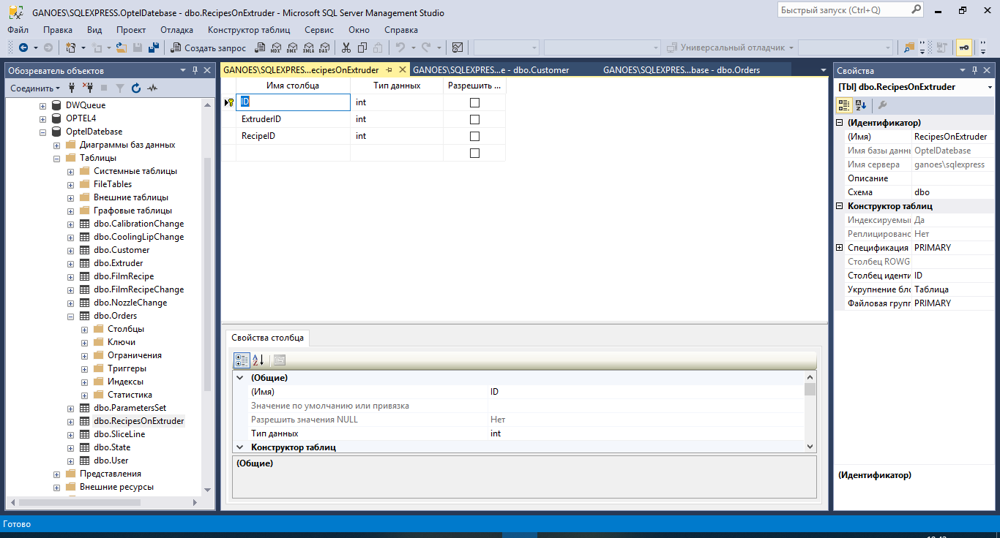 GANOES\SQLEXPRESS.OptelDatebase - dbo.RecipesOnExtruder - Microsoft SQL Server Management Studio
Быстрый запуск (Ctrl+Q)
Файл Правка Вид Проект Отладка Конструктор таблиц Сервис Окно Справка
Создать запрос MDX DMX XMLA DAX Универсальный отладчик
Обозреватель объектов
Соединить
DWQueue
OPTEL4
OptelDatebase
Диаграммы баз данных
Таблицы
Системные таблицы
FileTables
Внешние таблицы
Графовые таблицы
dbo.CalibrationChange
dbo.CoolingLipChange
dbo.Customer
dbo.Extruder
dbo.FilmRecipe
dbo.FilmRecipeChange
dbo.NozzleChange
dbo.Orders
Столбцы
Ключи
Ограничения
Триггеры
Индексы
Статистика
dbo.ParametersSet
dbo.RecipesOnExtruder
dbo.SliceLine
dbo.State
dbo.User
Представления
Внешние ресурсы
GANOES\SQLEXPRES...ecipesOnExtruder GANOES\SQLEXPRES...e - dbo.Customer GANOES\SQLEXPRES...base - dbo.Orders
Имя столбца Тип данных Разрешить ...
ID int
ExtruderID int
RecipeID int
Свойства столбца
(Общие)
(Имя) ID
Значение по умолчанию или привязка
Разрешить значения NULL Нет
Тип данных int
Конструктор таблиц
(Общие)
Свойства
[Tbl] dbo.RecipesOnExtruder
(Идентификатор)
(Имя) RecipesOnExtruder
Имя базы данн OptelDatebase
Имя сервера ganoes\sqlexpress
Описание
Схема dbo
Конструктор таблиц
Индексируемы Да
Реплицировано Нет
Спецификация PRIMARY
Столбец ROWG
Столбец иденти ID
Укрупнение бло Таблица
Файловая групп PRIMARY
(Идентификатор)
Готово